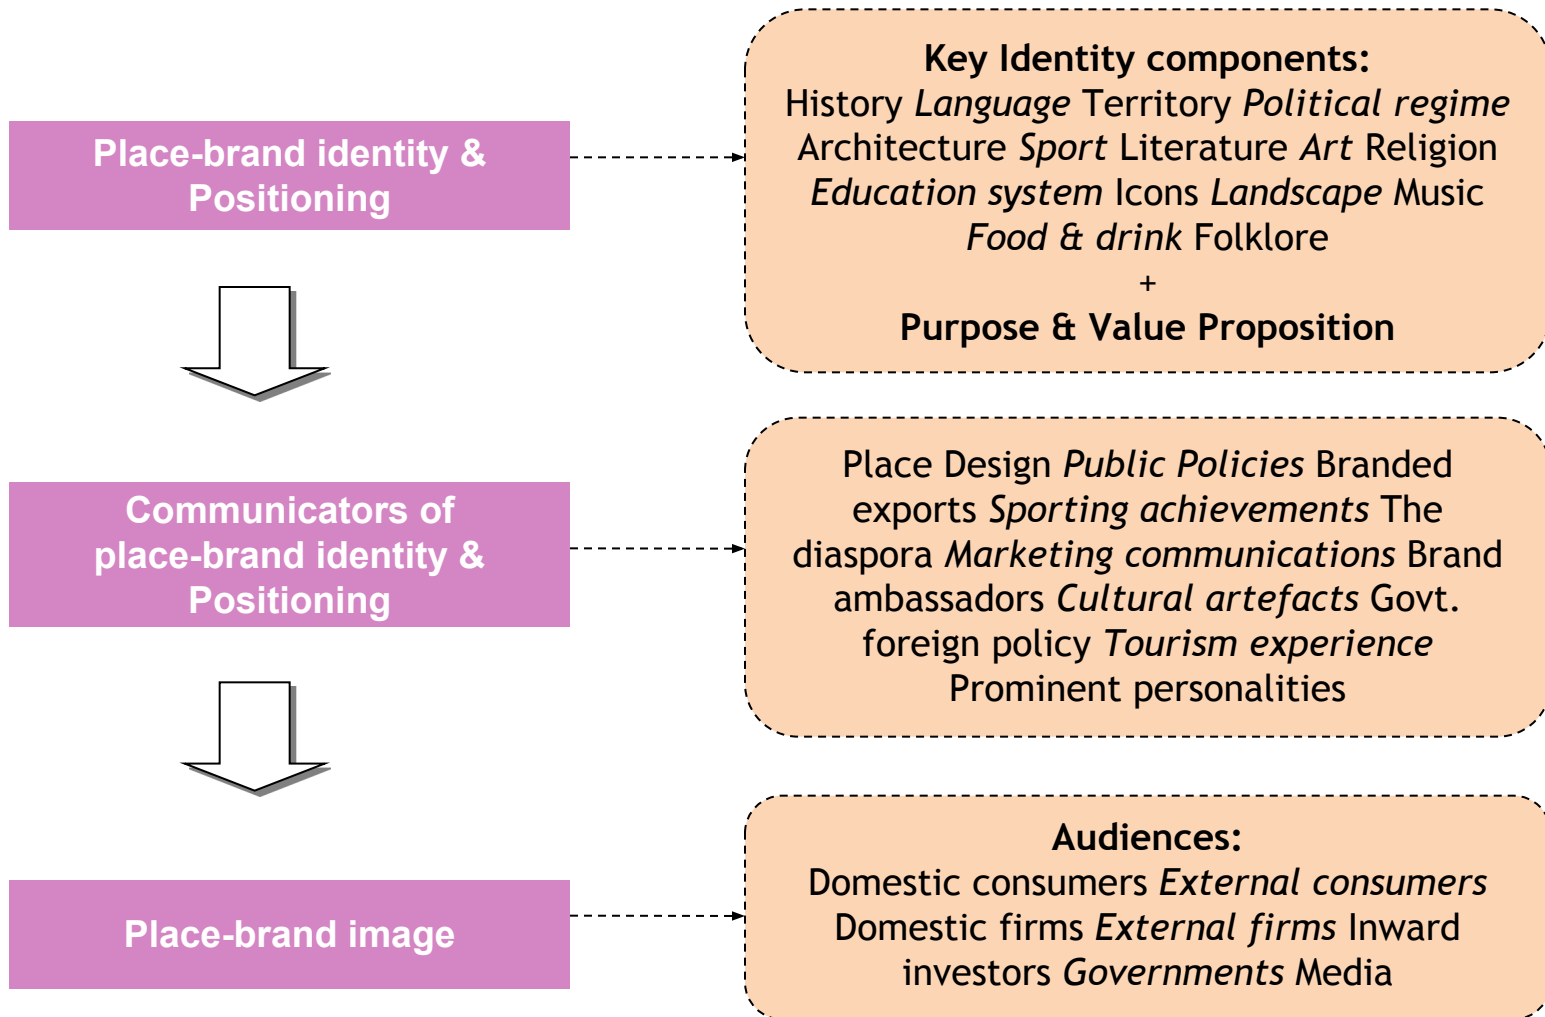 Place-brand identity &
Positioning
Key Identity components:
History Language Territory Political regime
Architecture Sport Literature Art Religion
Education system Icons Landscape Music
Food & drink Folklore
+
Purpose & Value Proposition
Communicators of
place-brand identity &
Positioning
Place Design Public Policies Branded
exports Sporting achievements The
diaspora Marketing communications Brand
ambassadors Cultural artefacts Govt.
foreign policy Tourism experience
Prominent personalities
Place-brand image
Audiences:
Domestic consumers External consumers
Domestic firms External firms Inward
investors Governments Media